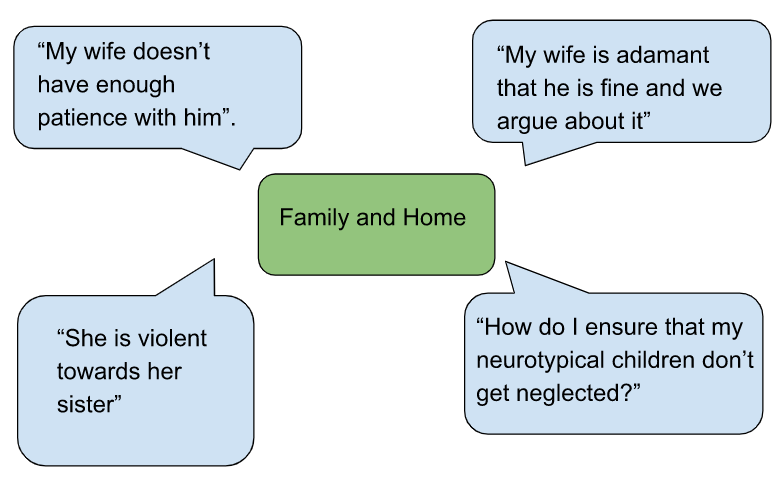 “My wife doesn’t
have enough
patience with him”.
“My wife is adamant
that he is fine and we
argue about it”
Family and Home
“She is violent
towards her
sister”
“How do I ensure that my
neurotypical children don’t
get neglected?”